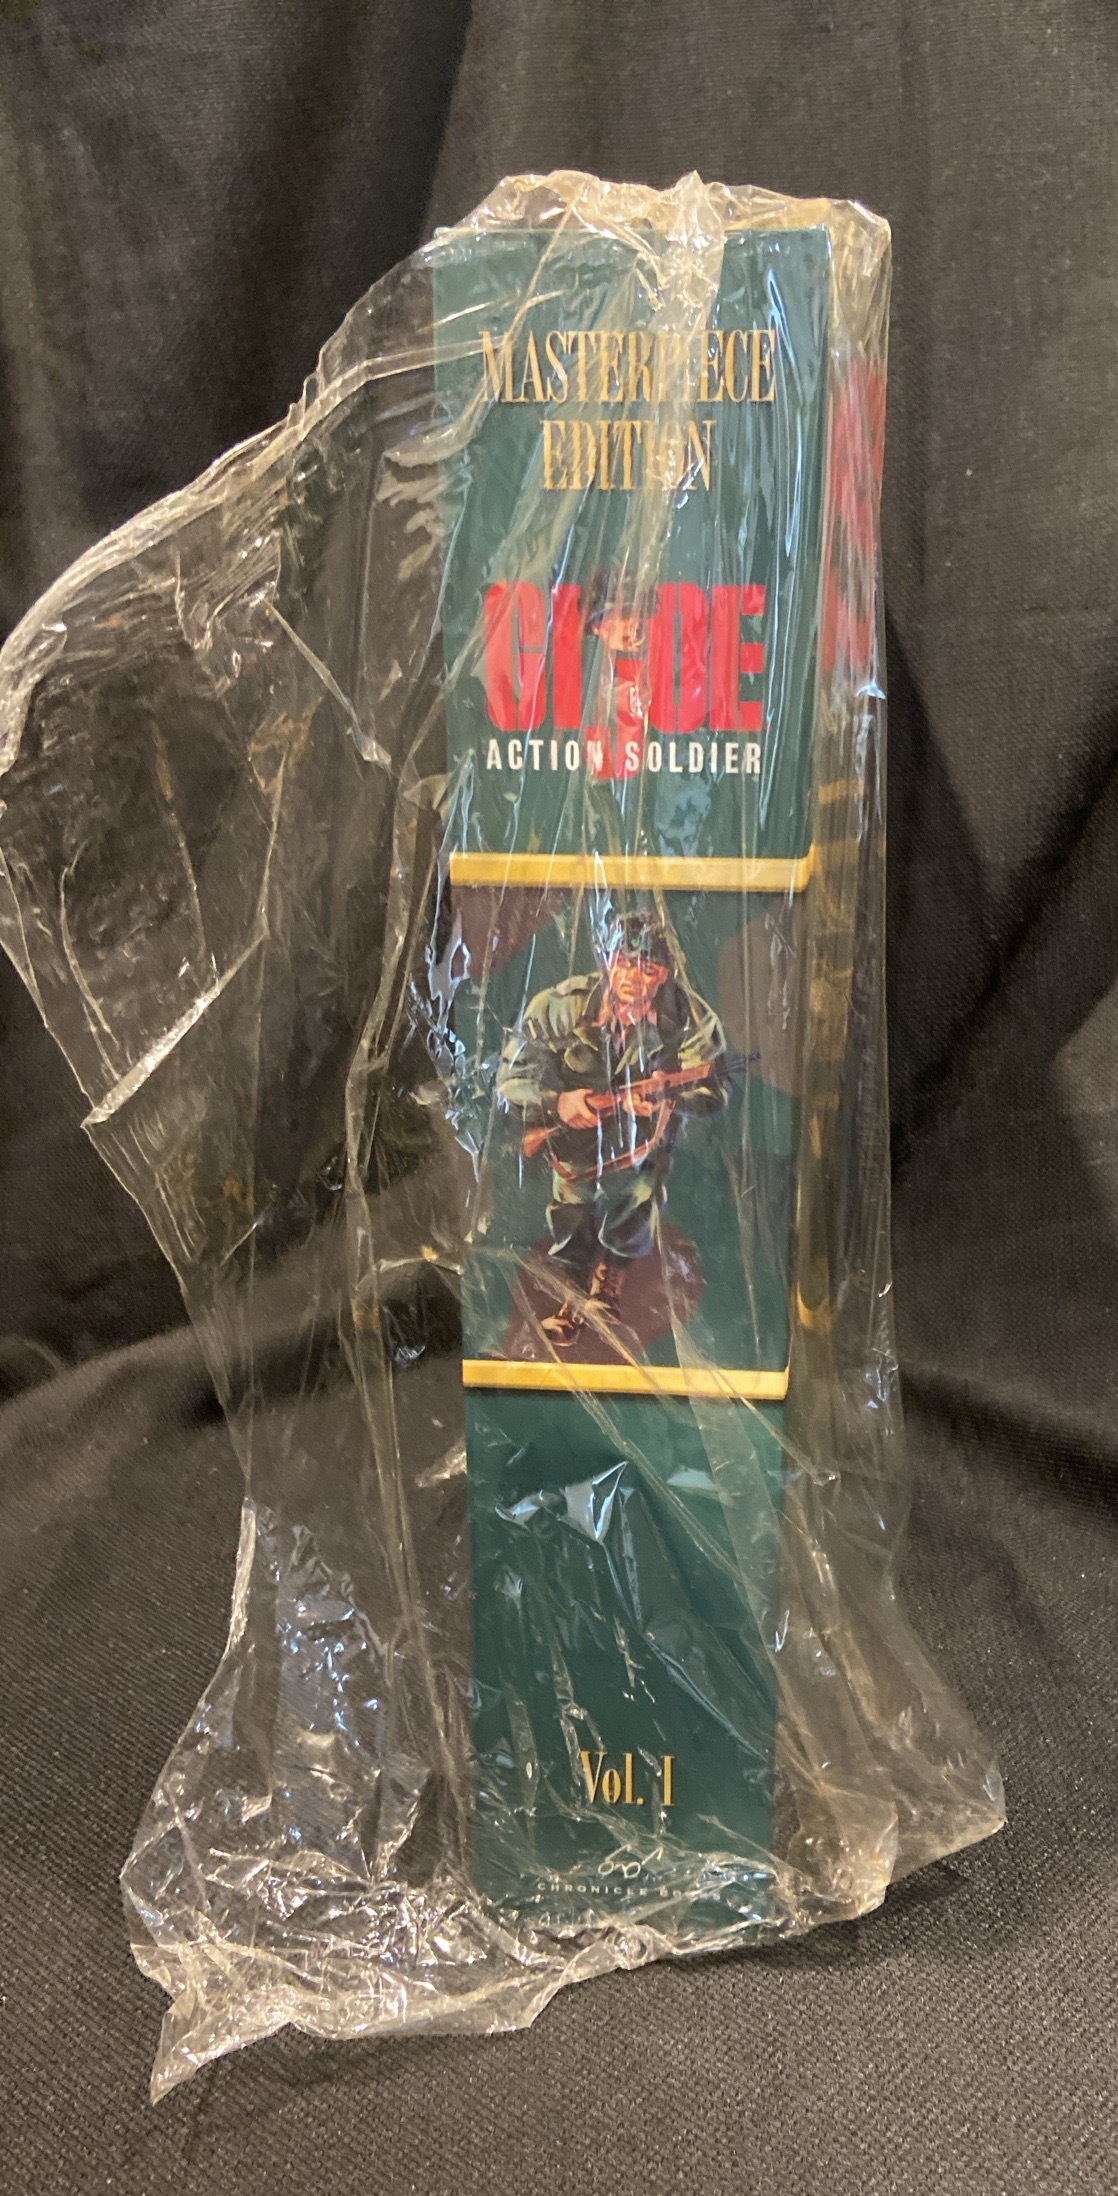 MASTERPIECE
EDITION
GI JOE
ACTION SOLDIER
Vol. I
CHRONICLE BOOKS